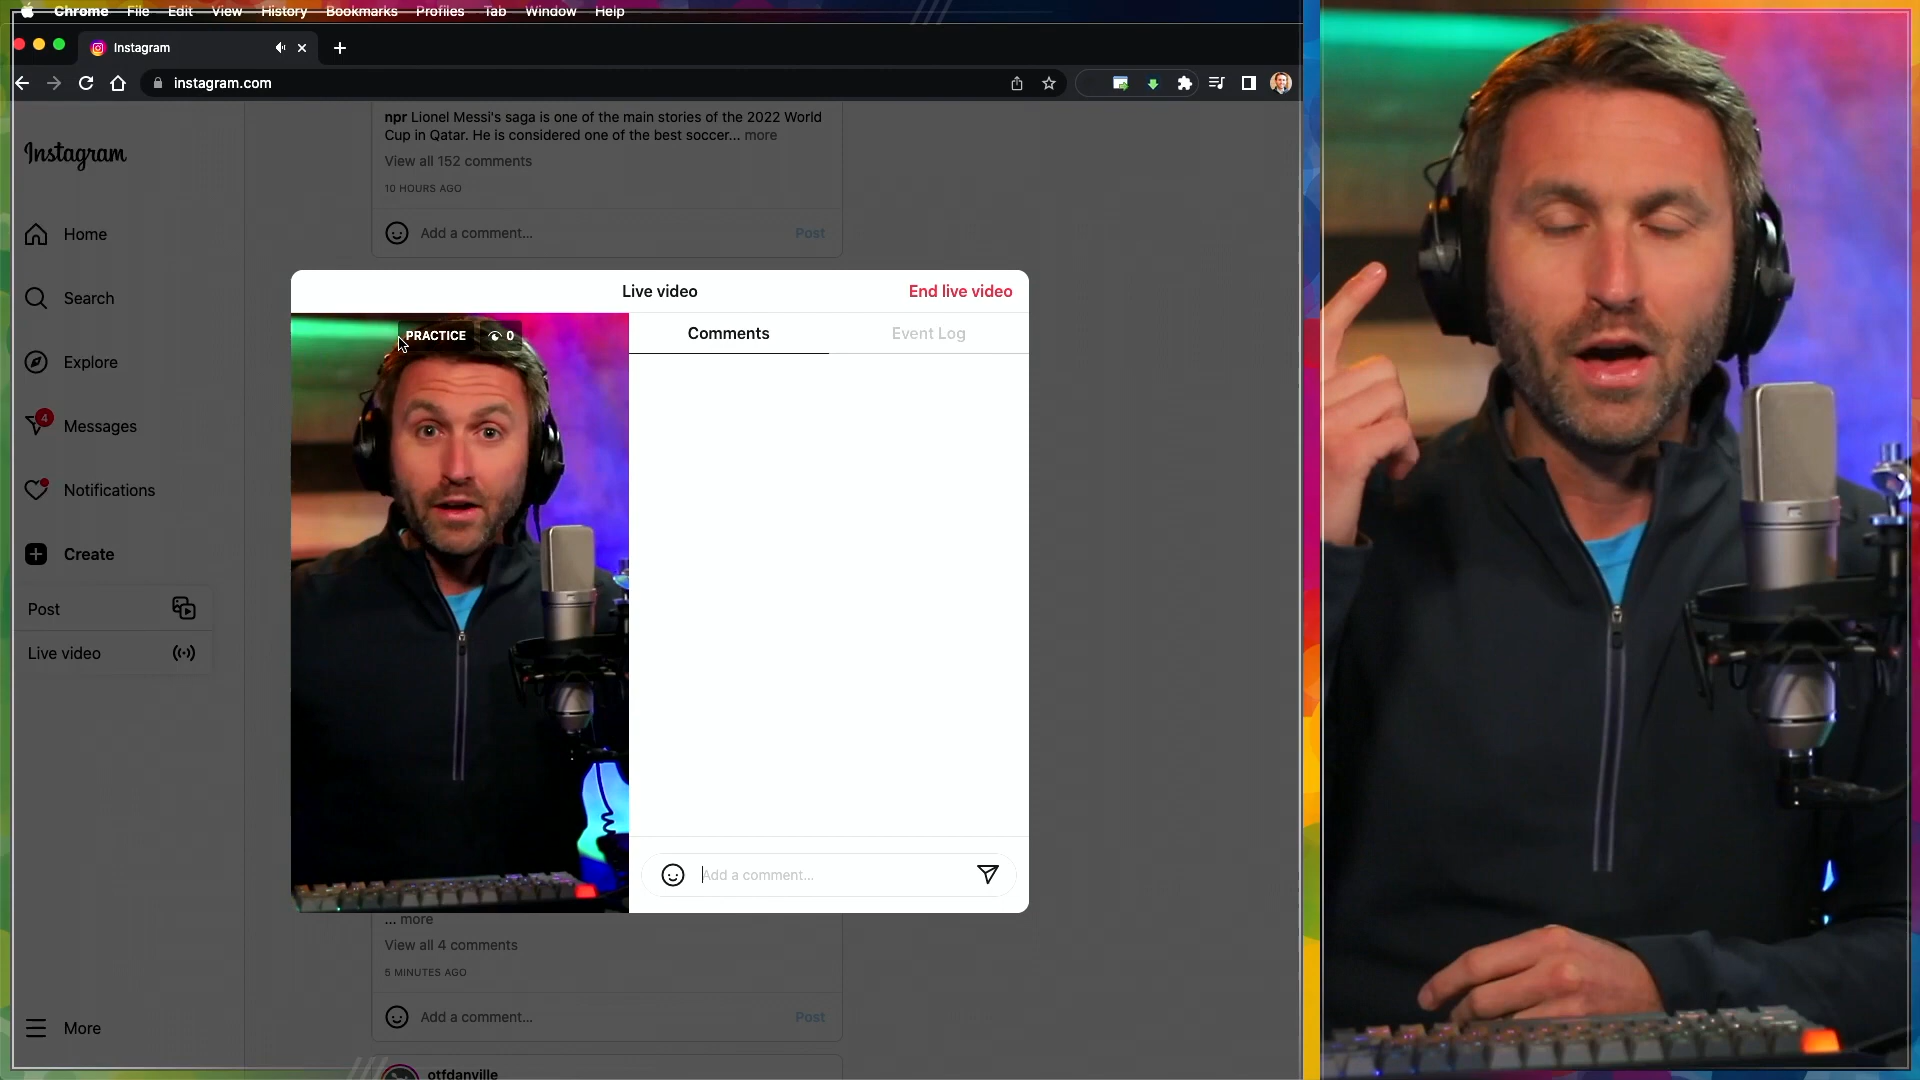 Chrome File Edit View History Bookmarks Profiles Tab Window Help
Instagram
instagram.com
Instagram
Home
Search
Explore
4
Messages
Notifications
Create
Post
Live video
More
npr Lionel Messi's saga is one of the main stories of the 2022 World
Cup in Qatar. He is considered one of the best soccer... more
View all 152 comments
10 HOURS AGO
Add a comment...
Post
Live video
End live video
PRACTICE
0
Comments
Event Log
Add a comment...
... more
View all 4 comments
5 MINUTES AGO
Add a comment...
Post
otfdanville